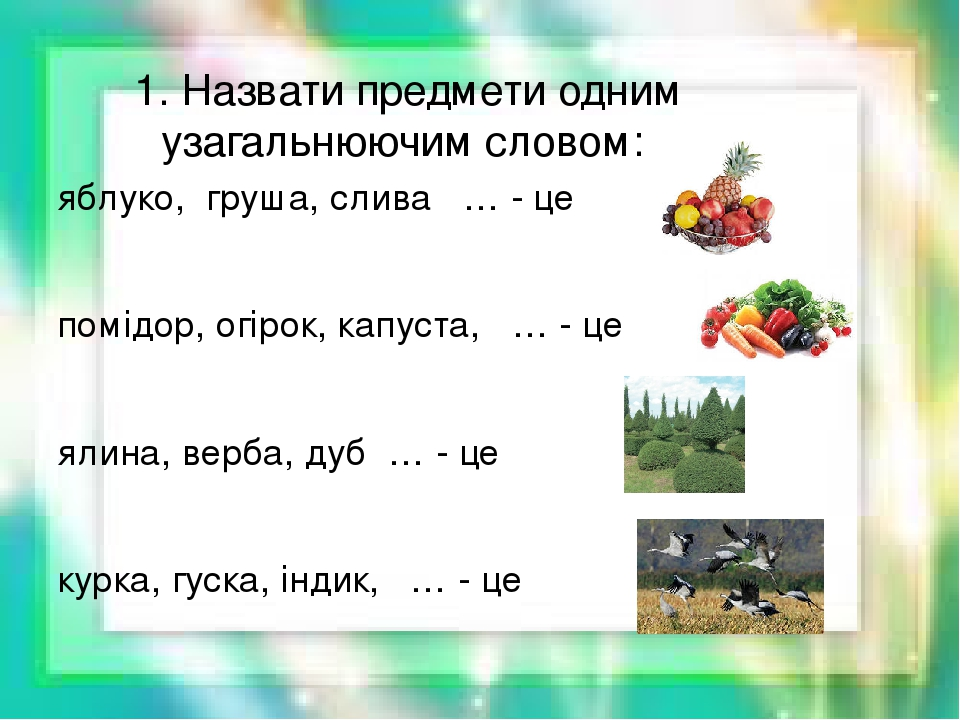 1. Назвати предмети одним
узагальнюючим словом:
яблуко, груша, слива … - це
помідор, огірок, капуста, … - це
ялина, верба, дуб … - це
курка, гуска, індик, … - це